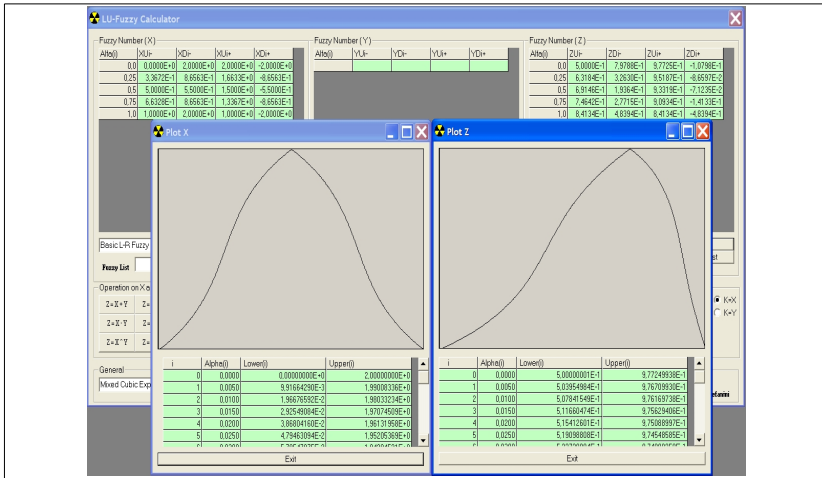 LU-Fuzzy Calculator
Fuzzy Number ( X )
Alfa(i) XUi- XDi- XUi+ XDi+
0,0 0,0000E+0 2,0000E+0 2,0000E+0 -2,0000E+0
0,25 3,3672E-1 8,6563E-1 1,6633E+0 -8,6563E-1
0,5 5,0000E-1 5,5000E-1 1,5000E+0 -5,5000E-1
0,75 6,6328E-1 8,6563E-1 1,3367E+0 -8,6563E-1
1,0 1,0000E+0 2,0000E+0 1,0000E+0 -2,0000E+0
Fuzzy Number ( Y )
Alfa(i) YUi- YDi- YUi+ YDi+
Fuzzy Number ( Z )
Alfa(i) ZUi- ZDi- ZUi+ ZDi+
0,0 5,0000E-1 7,9788E-1 9,7725E-1 -1,0798E-1
0,25 6,3184E-1 3,2630E-1 9,5187E-1 -8,6597E-2
0,5 6,9146E-1 1,9364E-1 9,3319E-1 -7,1235E-2
0,75 7,4642E-1 2,7715E-1 9,0934E-1 -1,4133E-1
1,0 8,4134E-1 4,8394E-1 8,4134E-1 -4,8394E-1
Basic L-R Fuzzy
Fuzzy List
st
Operation on X a
Z=X+Y Z=
Z=X-Y Z=
Z=X^Y Z=
K=X
K=Y
General
Mixed Cubic Exp
efanini
Plot X
i Alpha(i) Lower(i) Upper(i)
0 0,0000 0,00000000E+0 2,00000000E+0
1 0,0050 9,91664290E-3 1,99008336E+0
2 0,0100 1,96676592E-2 1,98033234E+0
3 0,0150 2,92549084E-2 1,97074509E+0
4 0,0200 3,86804160E-2 1,96131958E+0
5 0,0250 4,79463094E-2 1,95205369E+0
Exit
Plot Z
i Alpha(i) Lower(i) Upper(i)
0 0,0000 5,00000001E-1 9,77249938E-1
1 0,0050 5,03954984E-1 9,76709930E-1
2 0,0100 5,07841549E-1 9,76169738E-1
3 0,0150 5,11660474E-1 9,75629406E-1
4 0,0200 5,15412601E-1 9,75088997E-1
5 0,0250 5,19098808E-1 9,74548585E-1
Exit